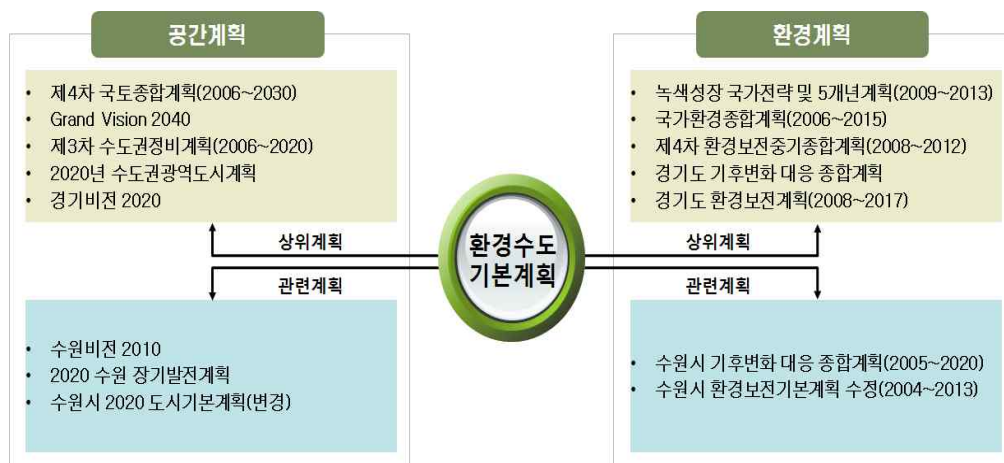 공간계획
• 제4차 국토종합계획(2006~2030)
• Grand Vision 2040
• 제3차 수도권정비계획(2006~2020)
• 2020년 수도권광역도시계획
• 경기비전 2020
상위계획
관련계획
• 수원비전 2010
• 2020 수원 장기발전계획
• 수원시 2020 도시기본계획(변경)
환경수도
기본계획
환경계획
• 녹색성장 국가전략 및 5개년계획(2009~2013)
• 국가환경종합계획(2006~2015)
• 제4차 환경보전중기종합계획(2008~2012)
• 경기도 기후변화 대응 종합계획
• 경기도 환경보전계획(2008~2017)
상위계획
관련계획
• 수원시 기후변화 대응 종합계획(2005~2020)
• 수원시 환경보전기본계획 수정(2004~2013)